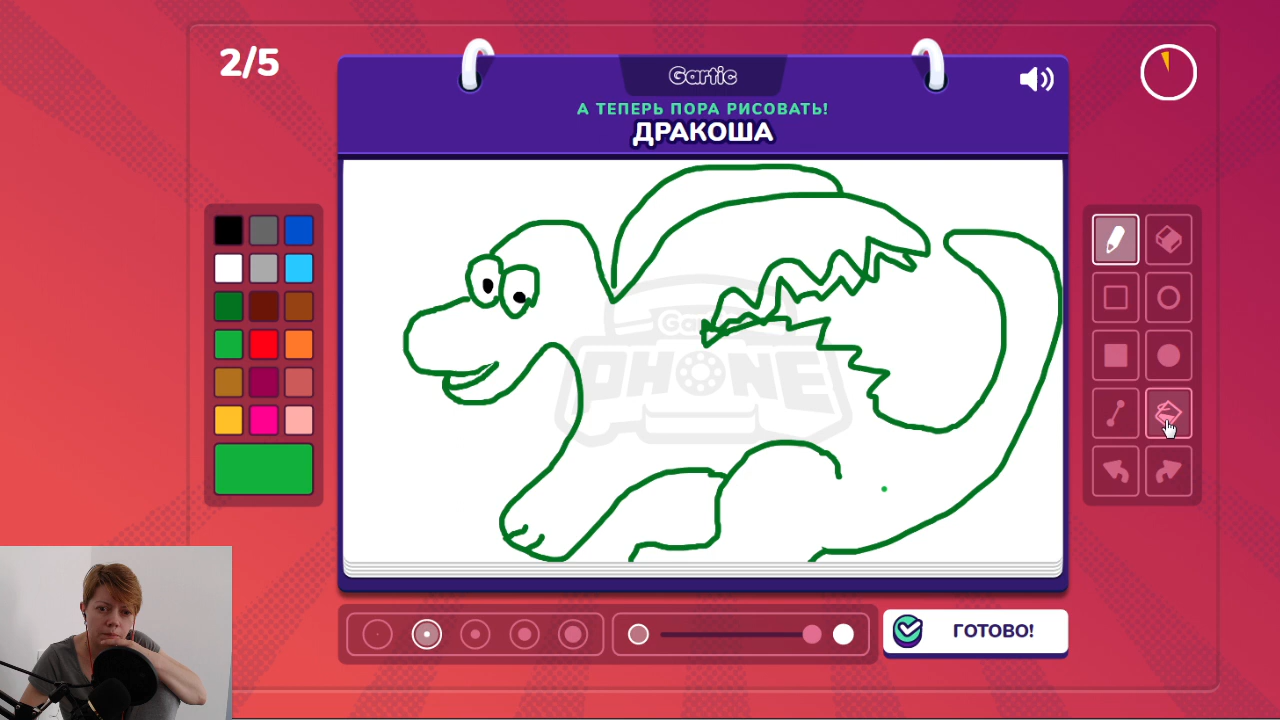 2/5
Gartic
А ТЕПЕРЬ ПОРА РИСОВАТЬ!
ДРАКОША
Gartic
PHONE
ГОТОВО!